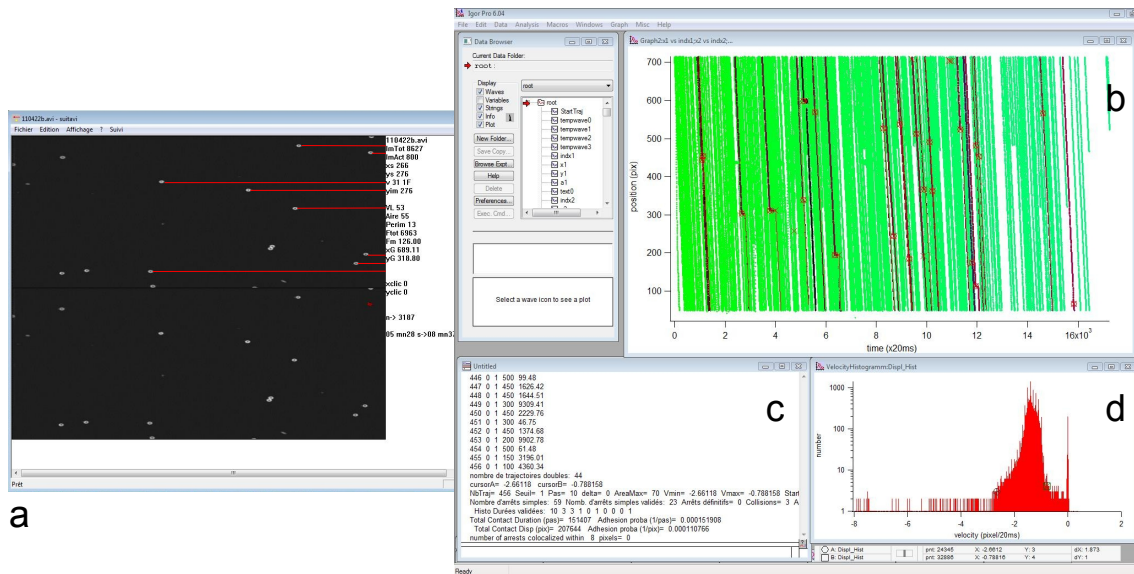 110422b.avi - suitavi
Fichier Edition Affichage ? Suivi
110422b.avi
ImTot 8627
ImAct 800
xs 266
ys 276
v 31 1F
yim 276
VL 53
Aire 55
Perim 13
Ftot 6963
Fm 126.00
xG 689.11
yG 318.80
xclic 0
yclic 0
n-> 3187
05 mn28 s->08 mn37
Prêt
a
Igor Pro 6.04
File Edit Data Analysis Macros Windows Graph Misc Help
Data Browser
Current Data Folder:
root:
Display
Waves
Variables
Strings
Info
Plot
New Folder...
Save Copy...
Browse Expt...
Help
Delete
Preferences...
Exec. Cmd...
root
root
StartTraj
tempwave0
tempwave1
tempwave2
tempwave3
indx1
x1
y1
a1
text0
indx2
Select a wave icon to see a plot
Graph2:x1 vs indx1;x2 vs indx2;...
b
700
600
500
400
300
200
100
position (pix)
0 2 4 6 8 10 12 14 16x10³
time (x20ms)
Untitled
446 0 1 500 99.48
447 0 1 450 1626.42
448 0 1 450 1644.51
449 0 1 300 9309.41
450 0 1 450 2229.76
451 0 1 300 46.75
452 0 1 450 1374.68
453 0 1 200 9902.78
454 0 1 500 61.48
455 0 1 150 3196.01
456 0 1 100 4360.34
nombre de trajectoires doubles: 44
cursorA= -2.66118 cursorB= -0.788158
NbTraj= 456 Seuil= 1 Pas= 10 delta= 0 AreaMax= 70 Vmin= -2.66118 Vmax= -0.788158 Start
Nombre d'arrêts simples: 59 Nomb. d'arrêts simples validés: 23 Arrêts définitifs= 0 Collisions= 3 A
Histo Durées validées: 10 3 3 1 0 1 0 0 0 1
Total Contact Duration (pas)= 151407 Adhesion proba (1/pas)= 0.000151908
Total Contact Disp (pix)= 207644 Adhesion proba (1/pix)= 0.000110766
number of arrests colocalized within 8 pixels= 0
c
VelocityHistogramm:Displ_Hist
d
1000
100
10
1
number
-8 -6 -4 -2 0 2
velocity (pixel/20ms)
A: Displ_Hist pnt: 24345 X: -2.6612 Y: 3 dX: 1.873
B: Displ_Hist pnt: 32886 X: -0.78816 Y: 4 dY: 1
Ready